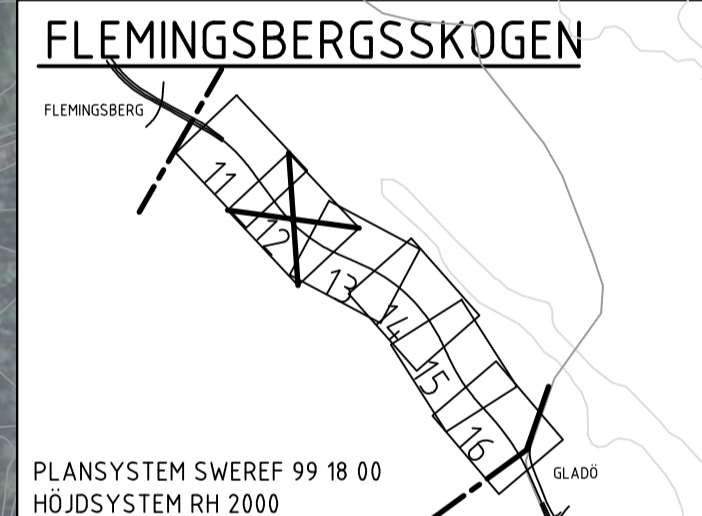 FLEMINGSBERGSSKOGEN
FLEMINGSBERG
11
12
13
14
15
16
GLADÖ
PLANSYSTEM SWEREF 99 18 00
HÖJDSYSTEM RH 2000